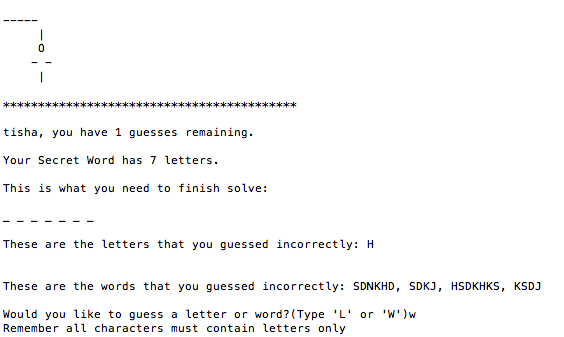 _____
|
O
- -
|
******************************************
tisha, you have 1 guesses remaining.
Your Secret Word has 7 letters.
This is what you need to finish solve:
_ _ _ _ _ _ _
These are the letters that you guessed incorrectly: H
These are the words that you guessed incorrectly: SDNKHD, SDKJ, HSDKHKS, KSDJ
Would you like to guess a letter or word?(Type 'L' or 'W')w
Remember all characters must contain letters only